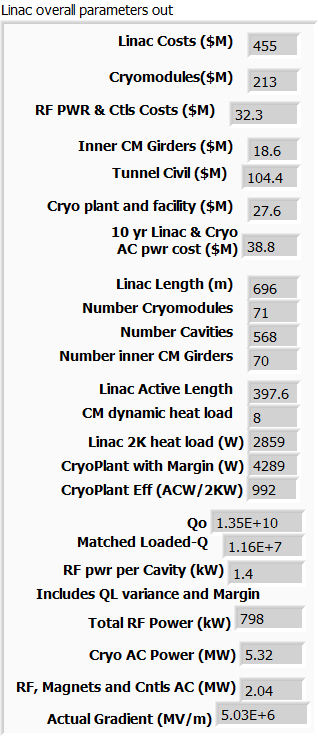 Linac overall parameters out
Linac Costs ($M) 455
Cryomodules($M) 213
RF PWR & Ctls Costs ($M) 32.3
Inner CM Girders ($M) 18.6
Tunnel Civil ($M) 104.4
Cryo plant and facility ($M) 27.6
10 yr Linac & Cryo
AC pwr cost ($M) 38.8
Linac Length (m) 696
Number Cryomodules 71
Number Cavities 568
Number inner CM Girders 70
Linac Active Length 397.6
CM dynamic heat load 8
Linac 2K heat load (W) 2859
CryoPlant with Margin (W) 4289
CryoPlant Eff (ACW/2KW) 992
Qo 1.35E+10
Matched Loaded-Q 1.16E+7
RF pwr per Cavity (kW) 1.4
Includes QL variance and Margin
Total RF Power (kW) 798
Cryo AC Power (MW) 5.32
RF, Magnets and Cntls AC (MW) 2.04
Actual Gradient (MV/m) 5.03E+6